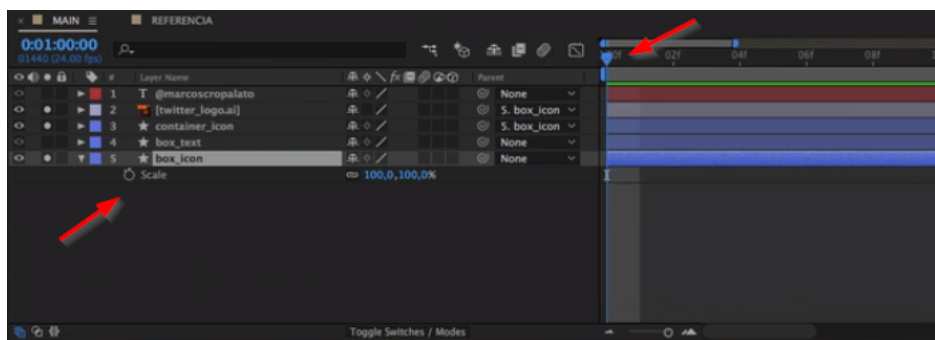 MAIN REFERENCIA
0:01:00:00
01440 (24.00 fps)
02f 04f 06f 08f
# Layer Name Parent
1 T @marcoscropalato None
2 [twitter_logo.ai] 5. box_icon
3 container_icon 5. box_icon
4 box_text None
5 box_icon None
Scale 100,0,100,0%
Toggle Switches / Modes